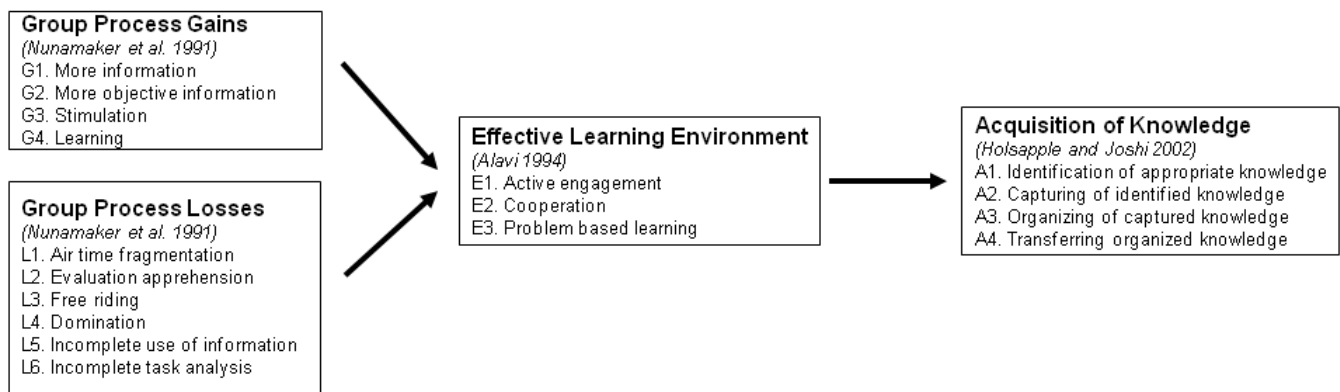 Group Process Gains
(Nunamaker et al. 1991)
G1. More information
G2. More objective information
G3. Stimulation
G4. Learning
Group Process Losses
(Nunamaker et al. 1991)
L1. Air time fragmentation
L2. Evaluation apprehension
L3. Free riding
L4. Domination
L5. Incomplete use of information
L6. Incomplete task analysis
Effective Learning Environment
(Alavi 1994)
E1. Active engagement
E2. Cooperation
E3. Problem based learning
Acquisition of Knowledge
(Holsapple and Joshi 2002)
A1. Identification of appropriate knowledge
A2. Capturing of identified knowledge
A3. Organizing of captured knowledge
A4. Transferring organized knowledge